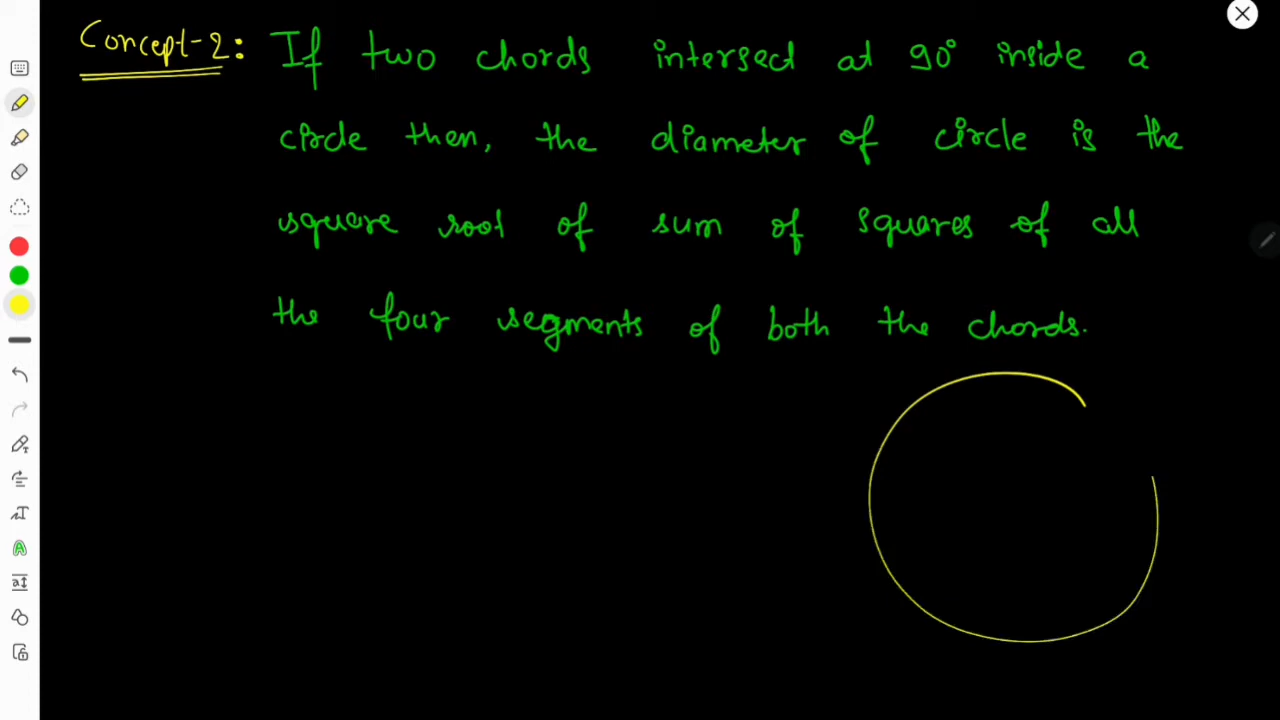 Concept-2: If two chords intersect at 90° inside a
circle then, the diameter of circle is the
square root of sum of squares of all
the four segments of both the chords.